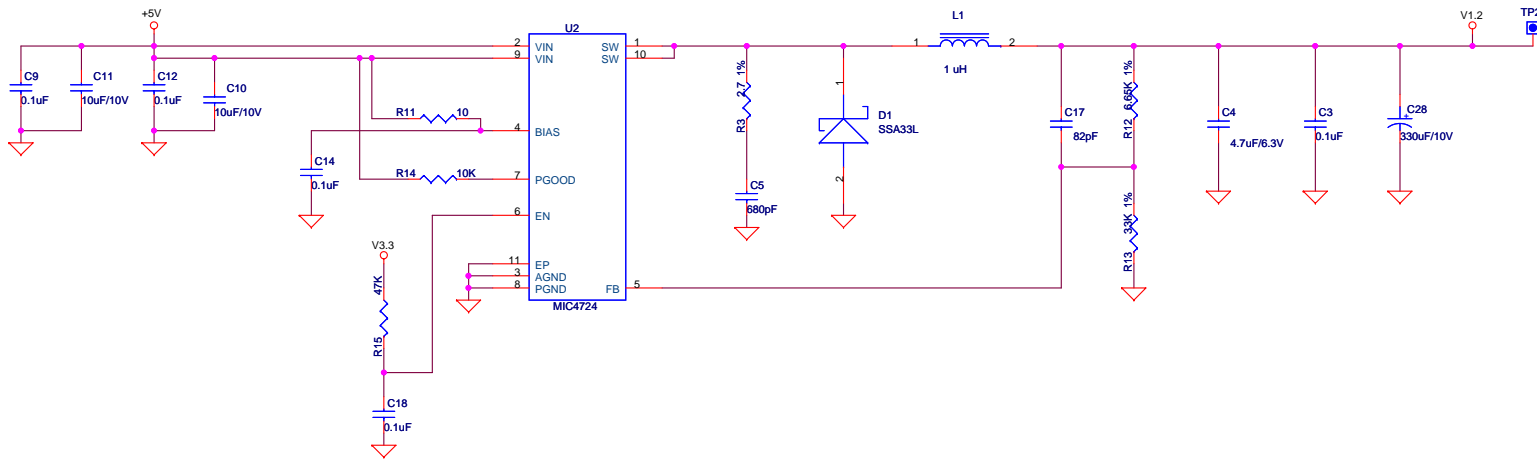 +5V
C9
0.1uF
C11
10uF/10V
C12
0.1uF
C10
10uF/10V
R11
10
C14
0.1uF
R14
10K
V3.3
47K
R15
C18
0.1uF
U2
2
VIN
9
VIN
4
BIAS
7
PGOOD
6
EN
11
EP
3
AGND
8
PGND
SW
1
SW
10
FB
5
MIC4724
R3
2.7 1%
C5
680pF
1
D1
SSA33L
2
L1
1
2
1 uH
C17
82pF
R12
6.65K 1%
R13
33K 1%
C4
4.7uF/6.3V
C3
0.1uF
+
C28
330uF/10V
V1.2
TP2